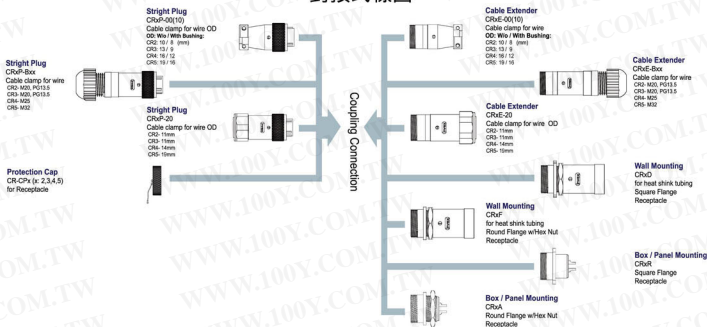 對接式線图
Stright Plug
CRxP-00(10)
Cable clamp for wire
OD: W/o / With Bushing:
CR2: 10 / 8 (mm)
CR3: 13 / 9
CR4: 16 / 12
CR5: 19 / 16
Stright Plug
CRxP-Bxx
Cable clamp for wire
CR2- M20, PG13.5
CR3- M20, PG13.5
CR4- M25
CR5- M32
Stright Plug
CRxP-20
Cable clamp for wire OD
CR2- 11mm
CR3- 11mm
CR4- 14mm
CR5- 19mm
Protection Cap
CR-CPx (x: 2,3,4,5)
for Receptacle
Coupling Connection
Cable Extender
CRxE-00(10)
Cable clamp for wire
OD: W/o / With Bushing:
CR2: 10 / 8 (mm)
CR3: 13 / 9
CR4: 16 / 12
CR5: 19 / 16
Cable Extender
CRxE-Bxx
Cable clamp for wire
CR2- M20, PG13.5
CR3- M20, PG13.5
CR4- M25
CR5- M32
Cable Extender
CRxE-20
Cable clamp for wire OD
CR2- 11mm
CR3- 11mm
CR4- 14mm
CR5- 19mm
Wall Mounting
CRxD
for heat shink tubing
Square Flange
Receptacle
Wall Mounting
CRxF
for heat shink tubing
Round Flange w/Hex Nut
Receptacle
Box / Panel Mounting
CRxR
Square Flange
Receptacle
Box / Panel Mounting
CRxA
Round Flange w/Hex Nut
Receptacle
WWW.100Y.COM.TW